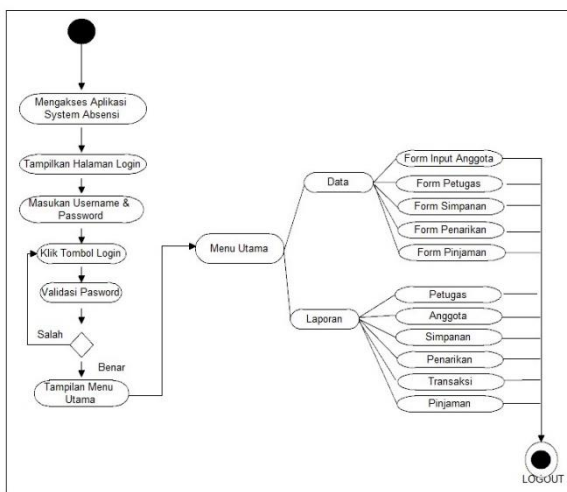 Mengakses Aplikasi
System Absensi
Tampilkan Halaman Login
Masukan Username &
Password
Klik Tombol Login
Validasi Pasword
Salah
Benar
Tampilan Menu
Utama
Menu Utama
Data
Form Input Anggota
Form Petugas
Form Simpanan
Form Penarikan
Form Pinjaman
Laporan
Petugas
Anggota
Simpanan
Penarikan
Transaksi
Pinjaman
LOGOUT